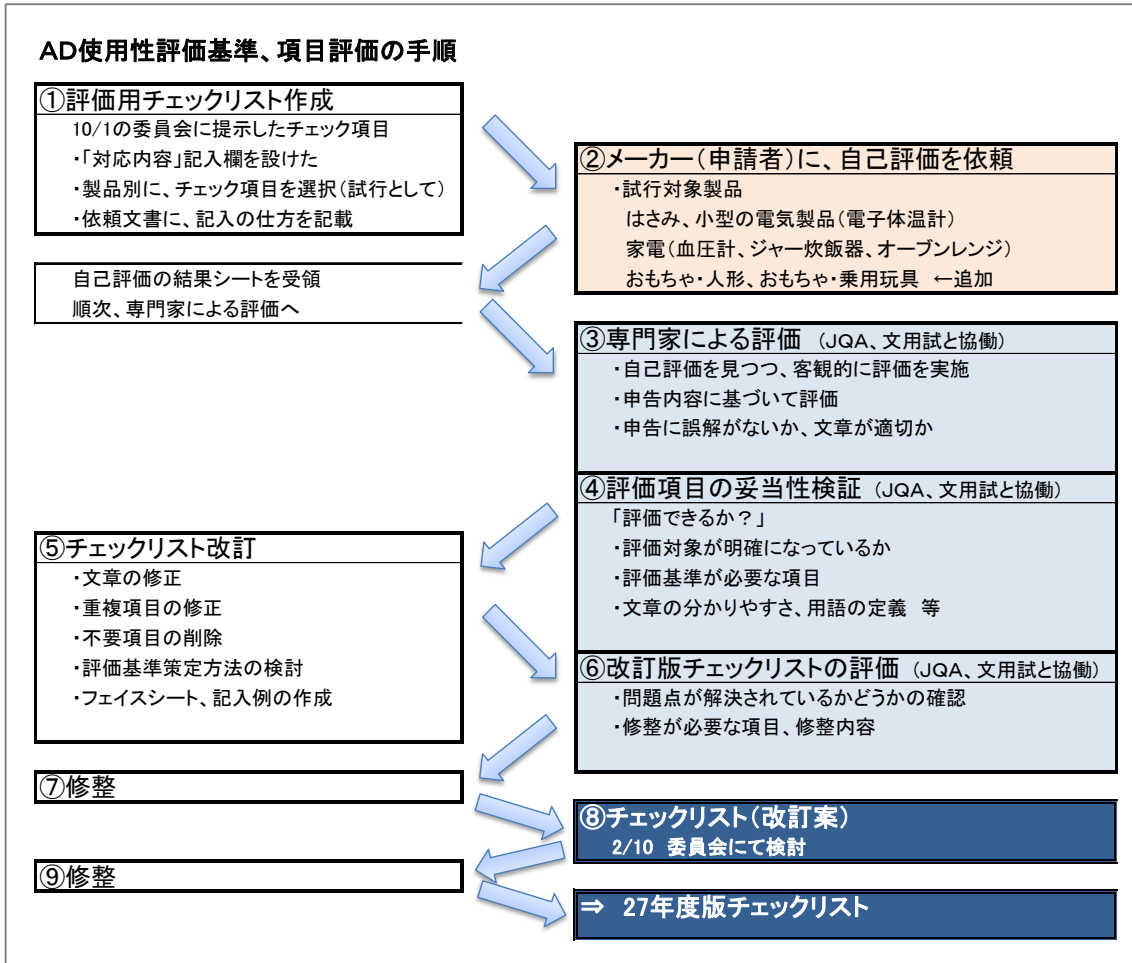 AD使用性評価基準、項目評価の手順
①評価用チェックリスト作成
10/1の委員会に提示したチェック項目
・「対応内容」記入欄を設けた
・製品別に、チェック項目を選択(試行として)
・依頼文書に、記入の仕方を記載
②メーカー(申請者)に、自己評価を依頼
・試行対象製品
はさみ、小型の電気製品(電子体温計)
家電(血圧計、ジャー炊飯器、オーブンレンジ)
おもちゃ・人形、おもちゃ・乗用玩具 ←追加
自己評価の結果シートを受領
順次、専門家による評価へ
③専門家による評価 (JQA、文用試と協働)
・自己評価を見つつ、客観的に評価を実施
・申告内容に基づいて評価
・申告に誤解がないか、文章が適切か
④評価項目の妥当性検証 (JQA、文用試と協働)
「評価できるか?」
・評価対象が明確になっているか
・評価基準が必要な項目
・文章の分かりやすさ、用語の定義 等
⑤チェックリスト改訂
・文章の修正
・重複項目の修正
・不要項目の削除
・評価基準策定方法の検討
・フェイスシート、記入例の作成
⑥改訂版チェックリストの評価 (JQA、文用試と協働)
・問題点が解決されているかどうかの確認
・修整が必要な項目、修整内容
⑦修整
⑧チェックリスト(改訂案)
2/10 委員会にて検討
⑨修整
⇒ 27年度版チェックリスト